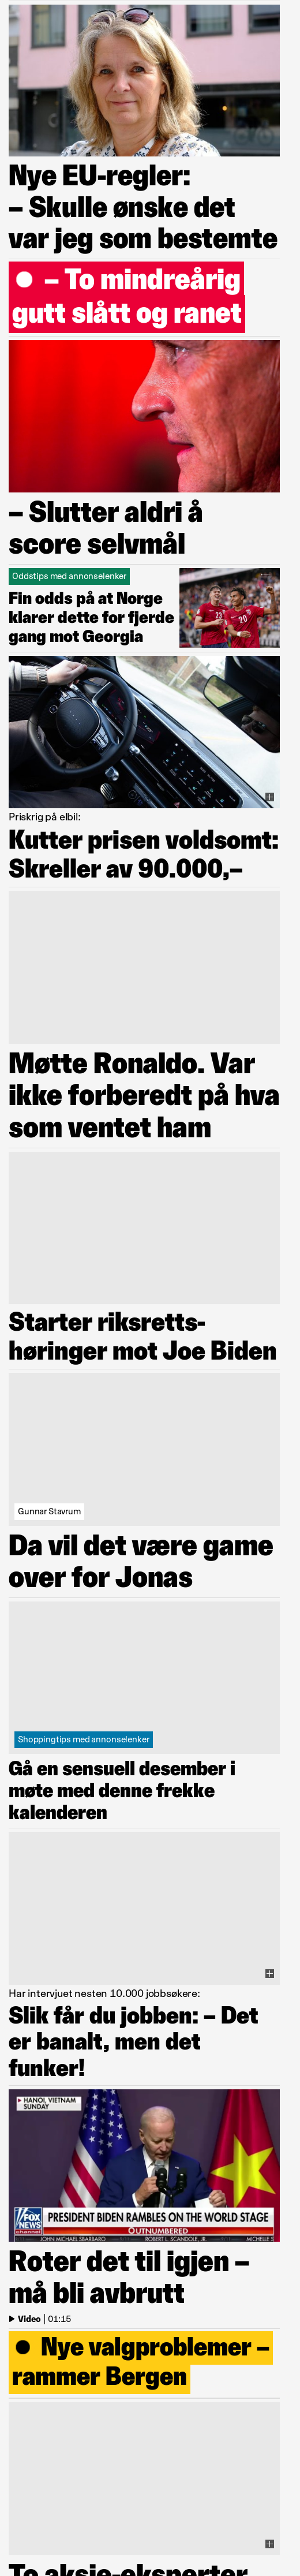 Nye EU-regler:
– Skulle ønske det
var jeg som bestemte
– To mindreårig
gutt slått og ranet
– Slutter aldri å
score selvmål
Oddstips med annonselenker
Fin odds på at Norge
klarer dette for fjerde
gang mot Georgia
23
20
Priskrig på elbil:
Kutter prisen voldsomt:
Skreller av 90.000,–
Møtte Ronaldo. Var
ikke forberedt på hva
som ventet ham
Starter riksretts-
høringer mot Joe Biden
Gunnar Stavrum
Da vil det være game
over for Jonas
Shoppingtips med annonselenker
Gå en sensuell desember i
møte med denne frekke
kalenderen
Har intervjuet nesten 10.000 jobbsøkere:
Slik får du jobben: – Det
er banalt, men det
funker!
HANOI, VIETNAM
SUNDAY
FOX
NEWS
channel
PRESIDENT BIDEN RAMBLES ON THE WORLD STAGE
OUTNUMBERED
JOHN MICHAEL SBARBARO ROBERT L. SCANDOLE, JR. MICHELLE S
Roter det til igjen –
må bli avbrutt
Video 01:15
Nye valgproblemer –
rammer Bergen
To aksje-eksperter